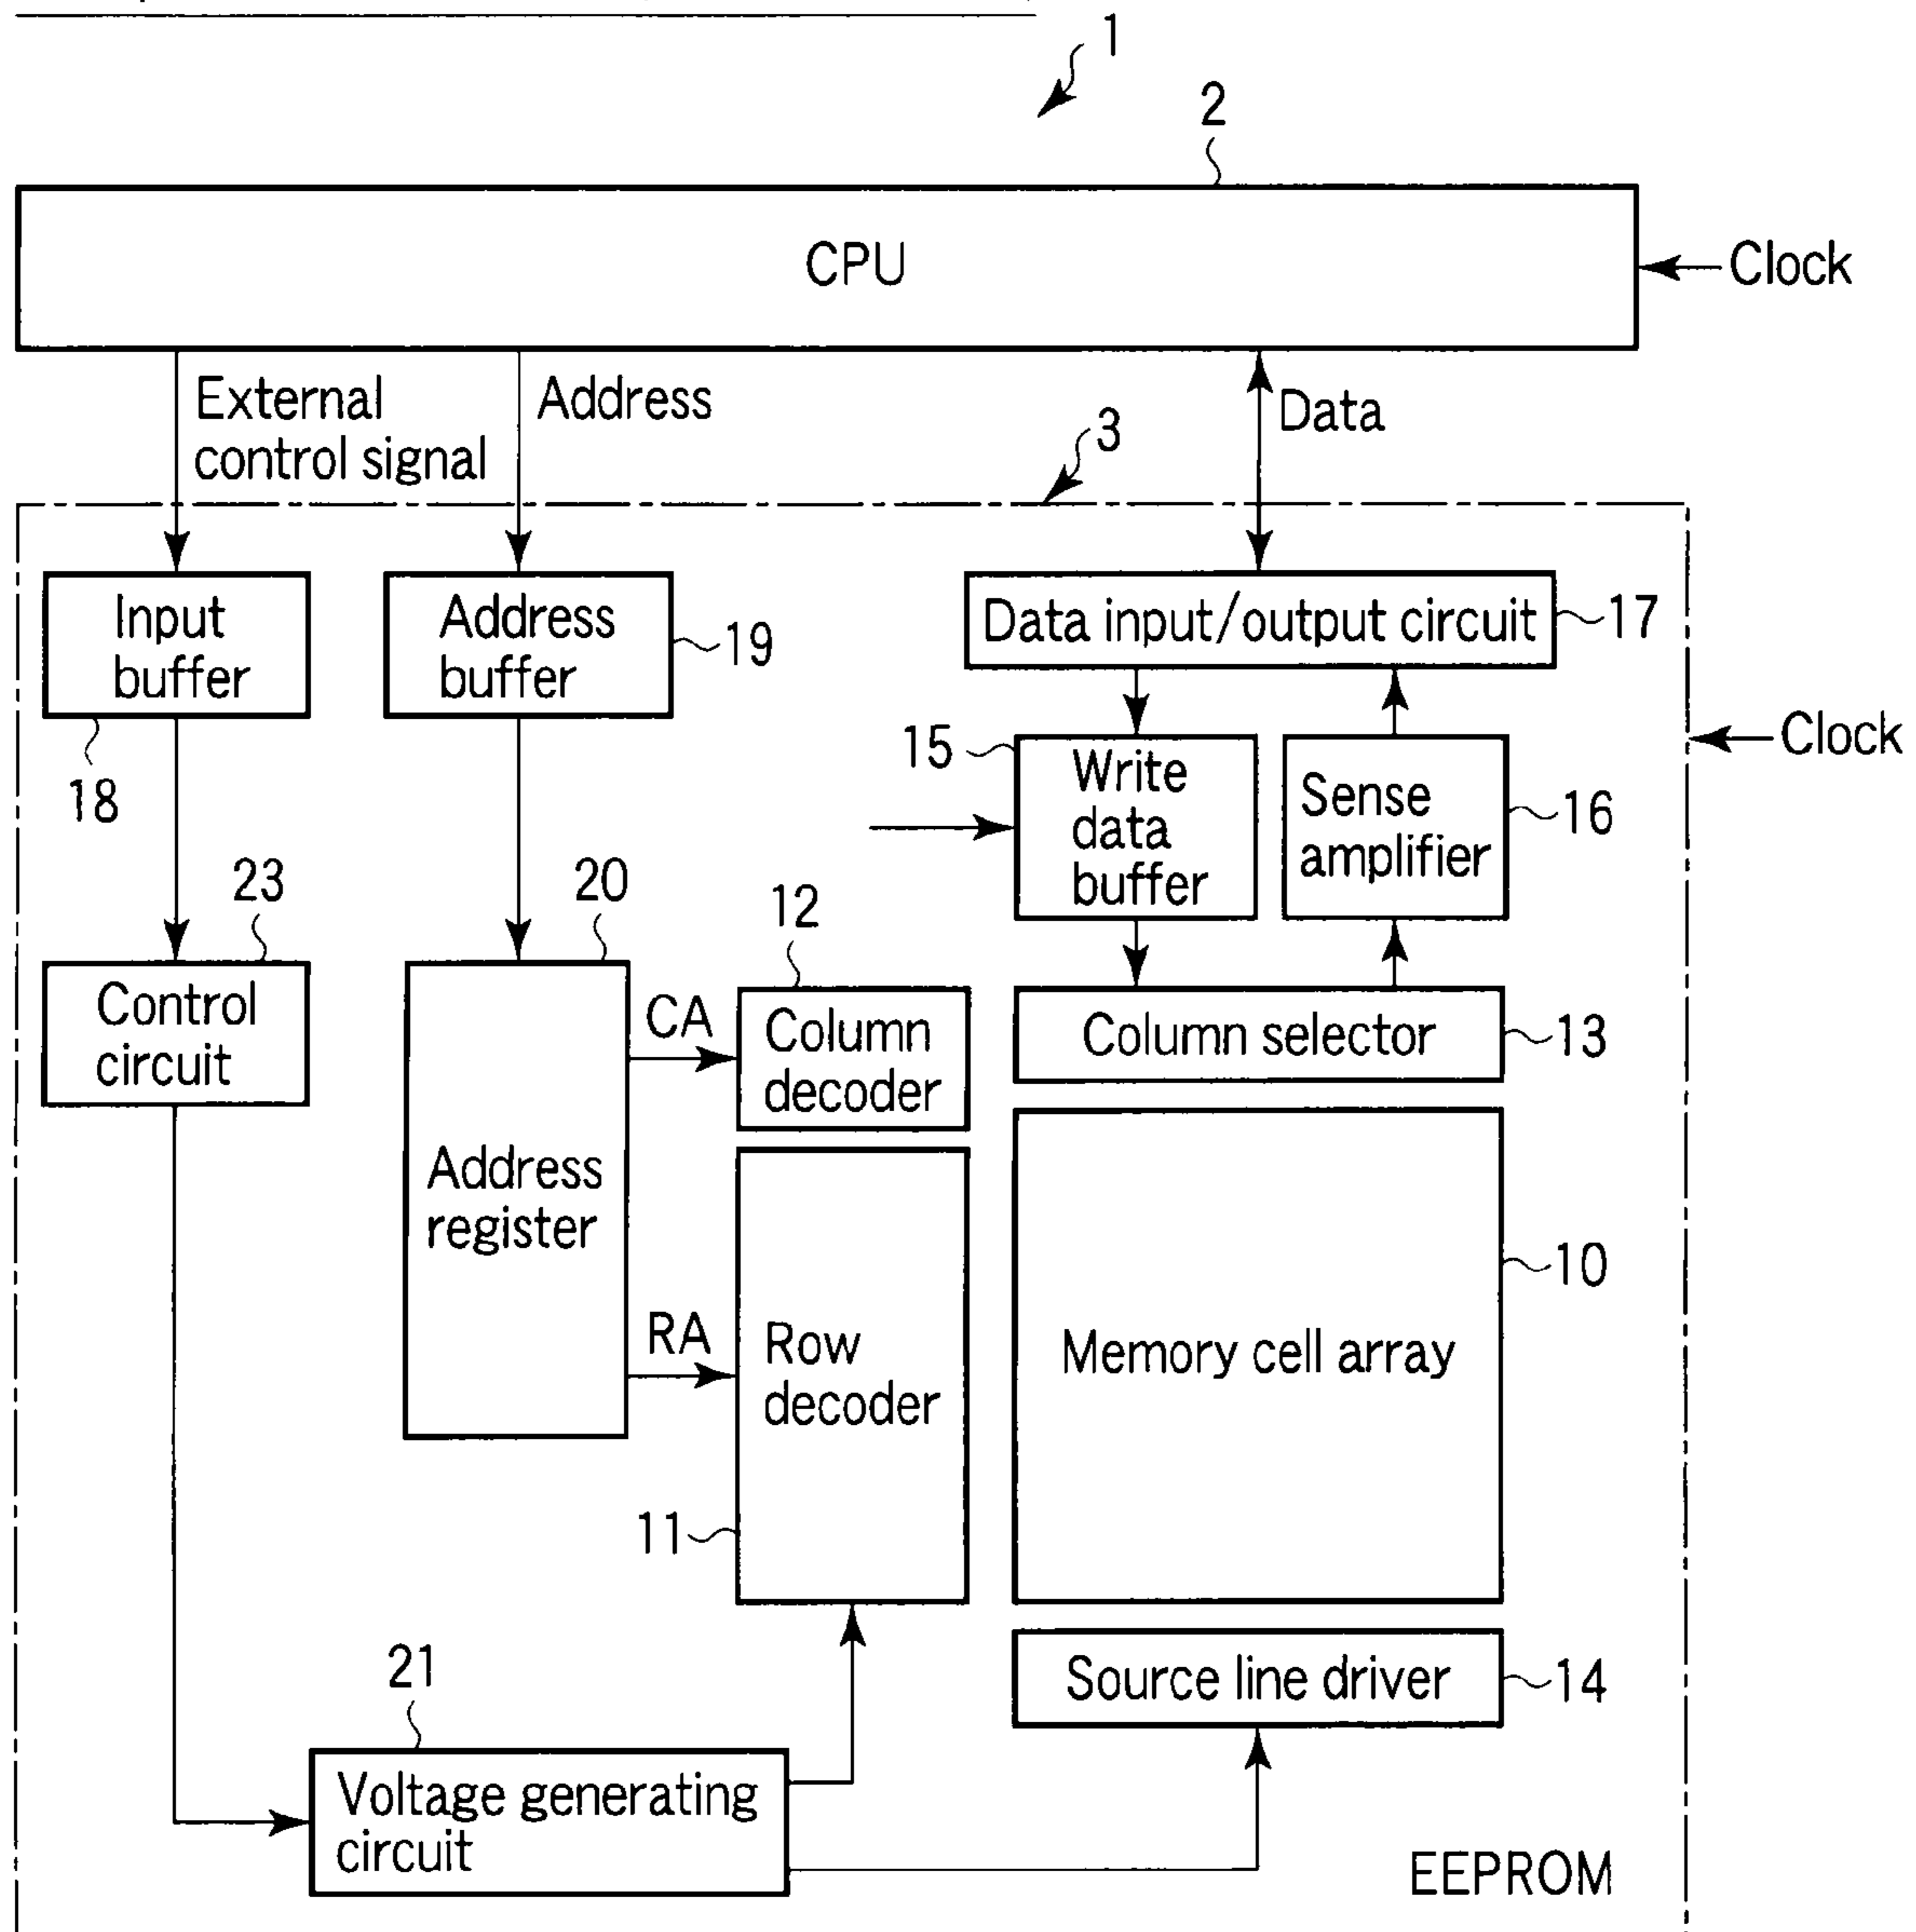 1
2
CPU
Clock
External
control signal
Address
Data
3
Input
buffer
18
Address
buffer
19
Data input/output circuit
17
Clock
15
Write
data
buffer
Sense
amplifier
16
23
Control
circuit
20
Address
register
CA
RA
12
Column
decoder
Column selector
13
Row
decoder
11
Memory cell array
10
Source line driver
14
21
Voltage generating
circuit
EEPROM